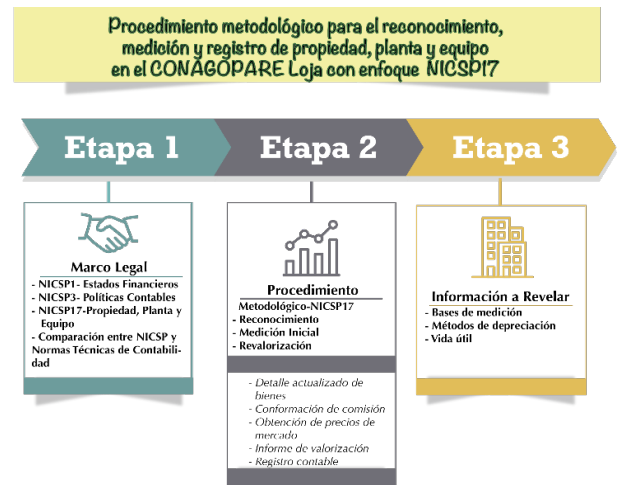 Procedimiento metodológico para el reconocimiento,
medición y registro de propiedad, planta y equipo
en el CONAGOPARE Loja con enfoque NICSP17
Etapa 1
Etapa 2
Etapa 3
Marco Legal
- NICSP1- Estados Financieros
- NICSP3- Políticas Contables
- NICSP17-Propiedad, Planta y
Equipo
- Comparación entre NICSP y
Normas Técnicas de Contabili-
dad
Procedimiento
Metodológico-NICSP17
- Reconocimiento
- Medición Inicial
- Revalorización
- Detalle actualizado de
bienes
- Conformación de comisión
- Obtención de precios de
mercado
- Informe de valorización
- Registro contable
Información a Revelar
- Bases de medición
- Métodos de depreciación
- Vida útil